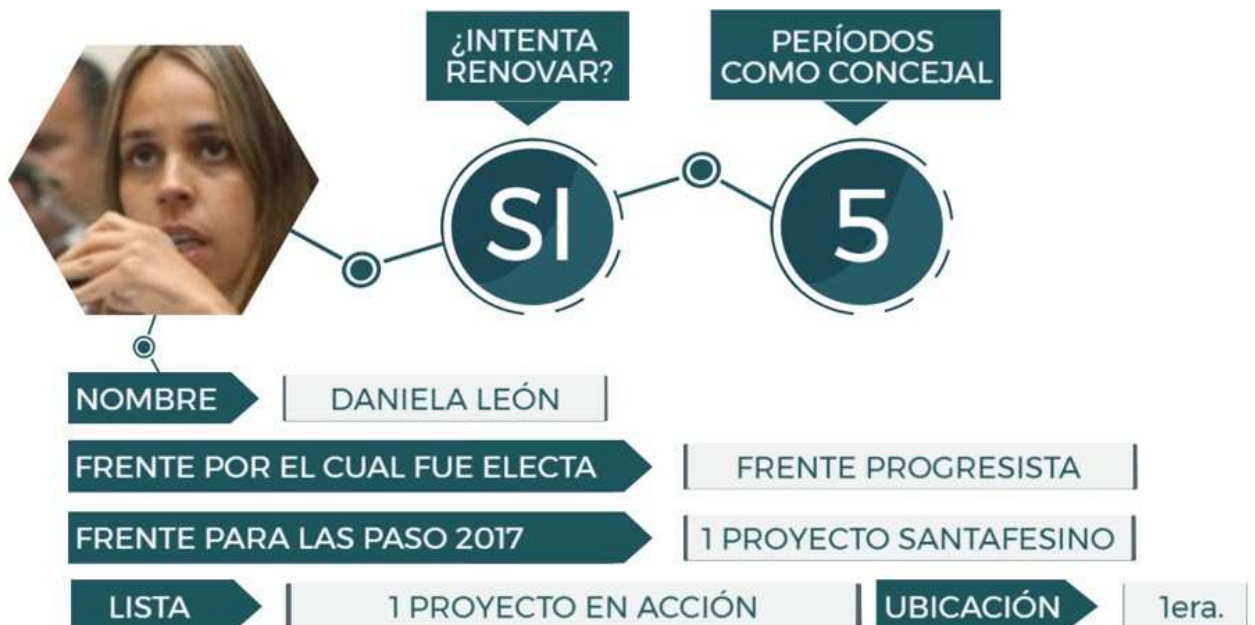 ¿INTENTA
RENOVAR?
PERÍODOS
COMO CONCEJAL
SI
5
NOMBRE
DANIELA LEÓN
FRENTE POR EL CUAL FUE ELECTA
FRENTE PROGRESISTA
FRENTE PARA LAS PASO 2017
1 PROYECTO SANTAFESINO
LISTA
1 PROYECTO EN ACCIÓN
UBICACIÓN
1era.